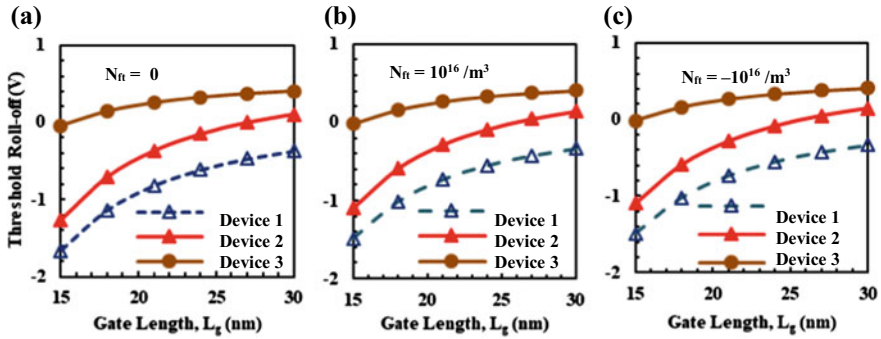 (a)
Threshold Roll-off (V)
1
0
-1
-2
N_ft = 0
Device 1
Device 2
Device 3
15 20 25 30
Gate Length, L_g (nm)
(b)
1
0
-1
-2
N_ft = 10^16 /m^3
Device 1
Device 2
Device 3
15 20 25 30
Gate Length, L_g (nm)
(c)
1
0
-1
-2
N_ft = –10^16 /m^3
Device 1
Device 2
Device 3
15 20 25 30
Gate Length, L_g (nm)